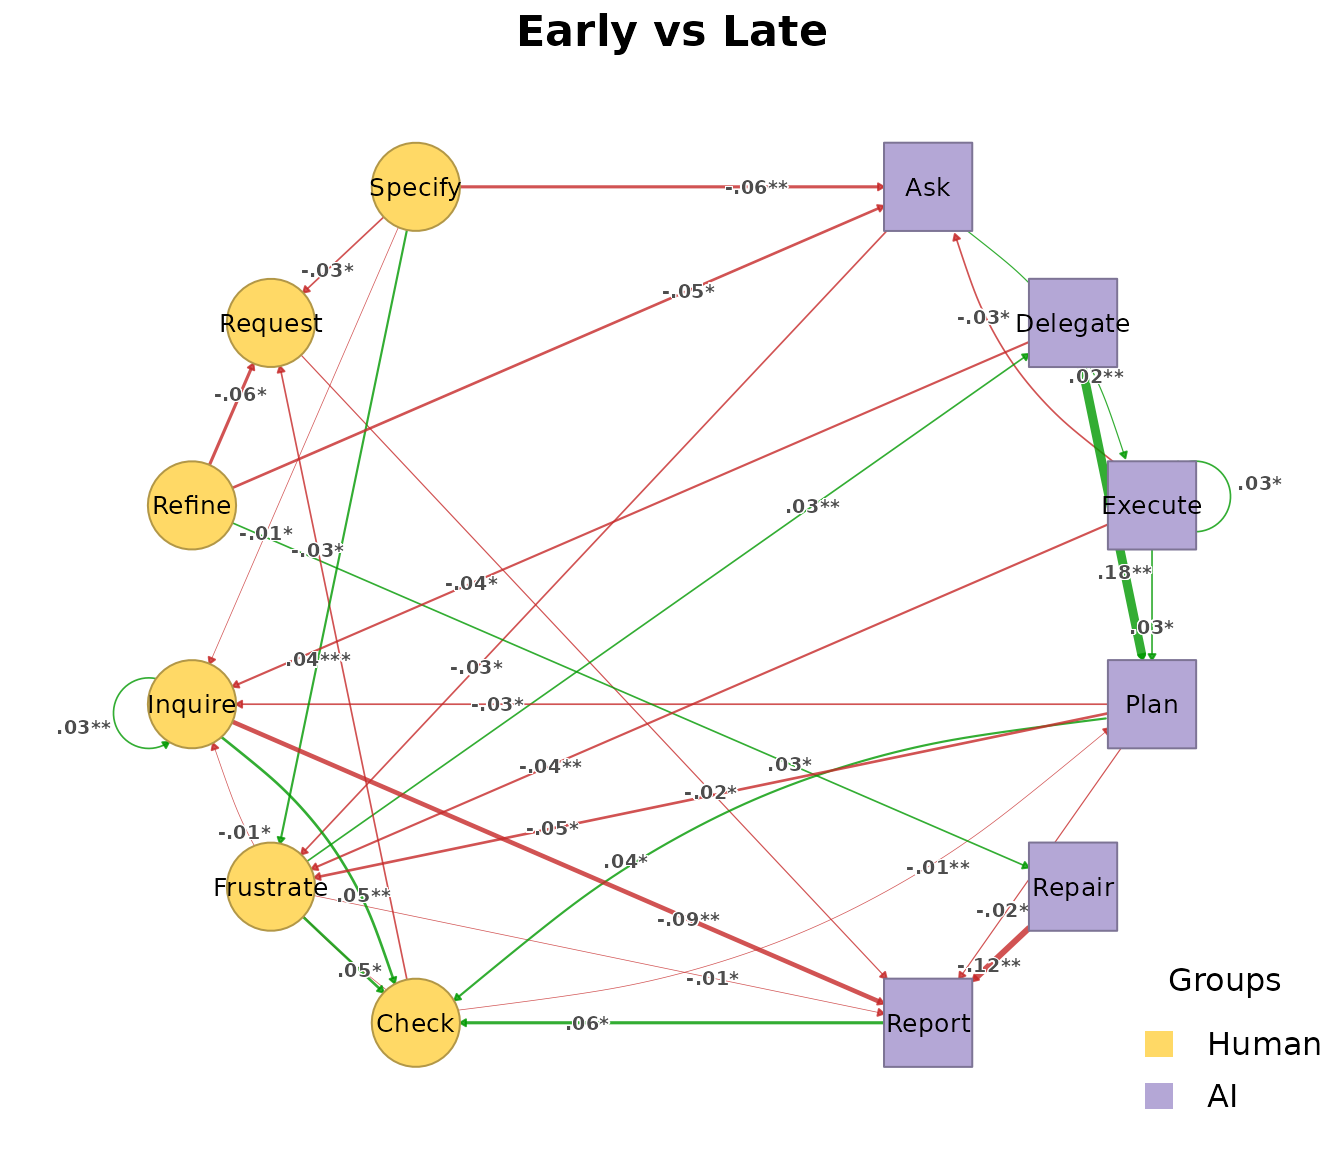 Early vs Late
Specify
-.06**
Ask
-.03*
Request
-.05*
-.03*
Delegate
.02**
-.06*
Execute
.03*
Refine
.03**
-.01*
-.03*
.18**
-.04*
.03*
.04***
-.03*
Inquire
-.03*
Plan
.03**
-.04**
.03*
-.02*
-.05*
-.01*
.04*
-.01**
Frustrate
.05**
Repair
-.02*
-.09**
.05*
-.12**
-.01*
Check
.06*
Report
Groups
Human
AI